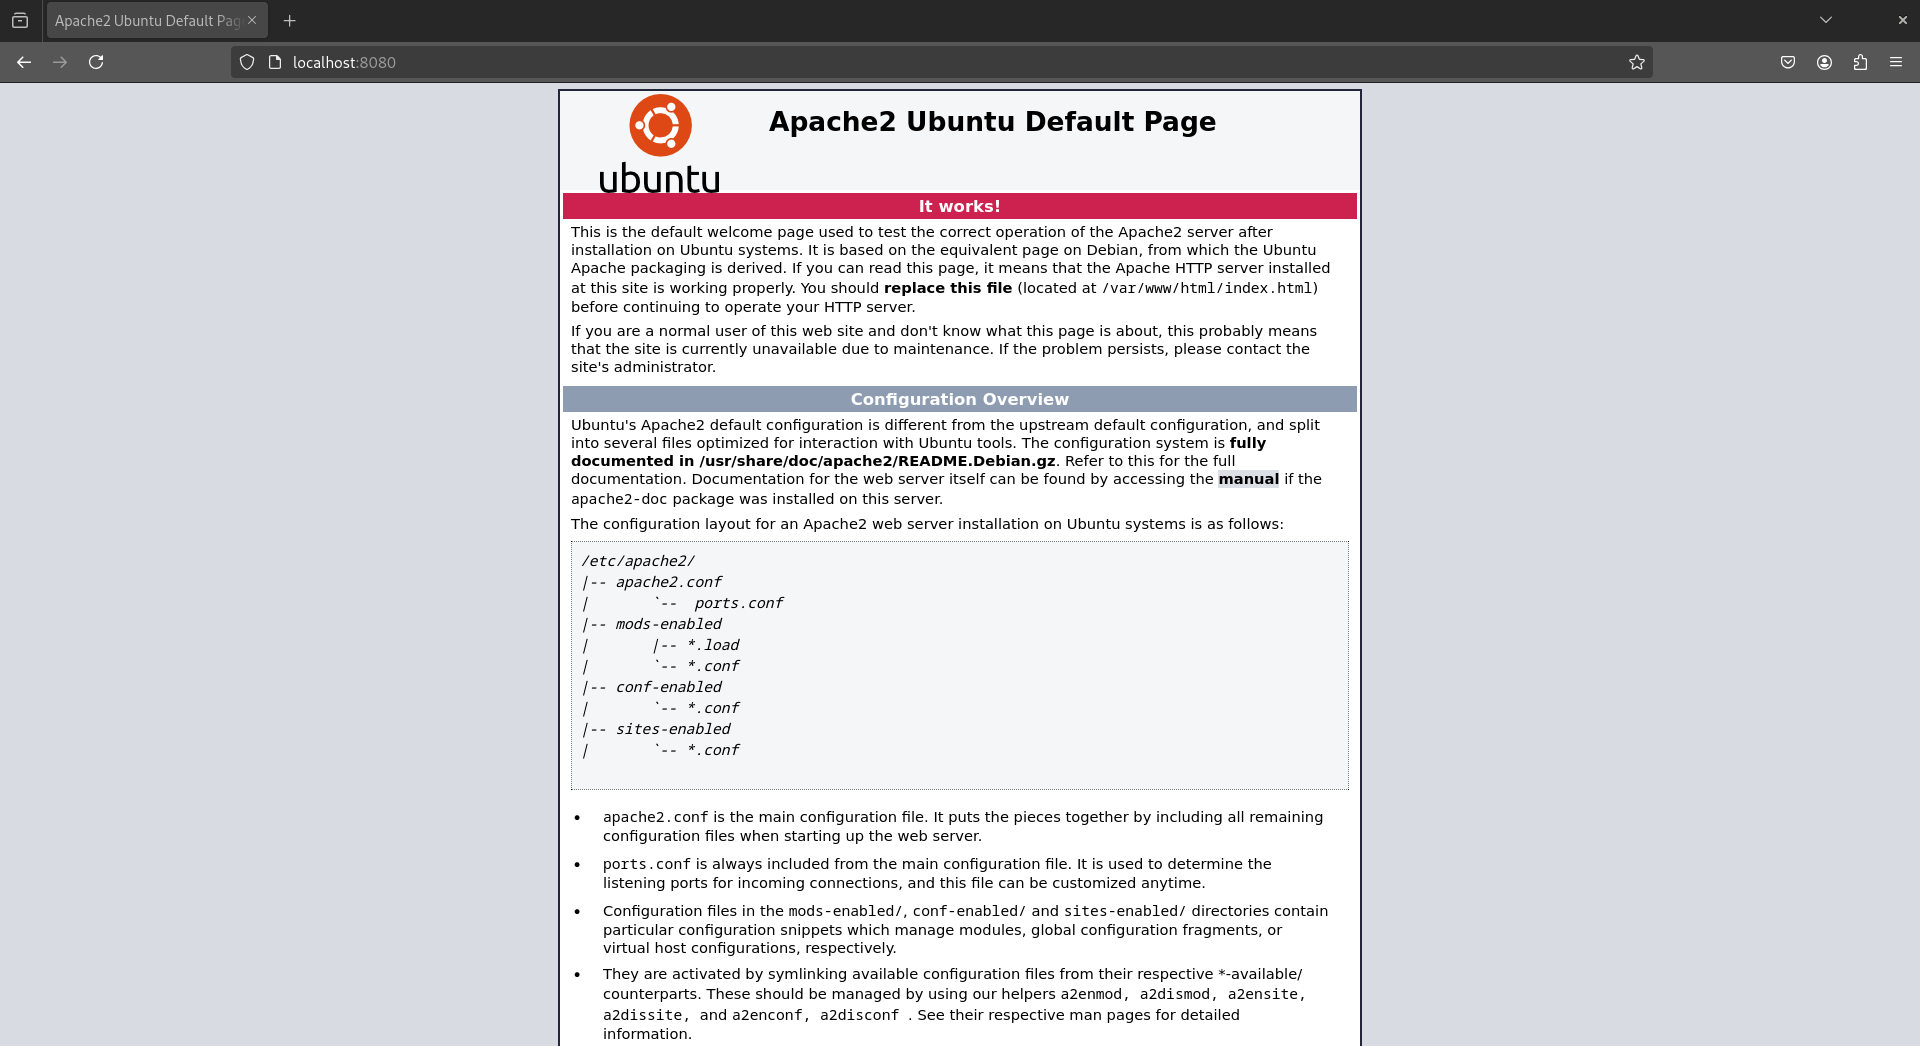 Apache2 Ubuntu Default Pag
localhost:8080
Apache2 Ubuntu Default Page
ubuntu
It works!
This is the default welcome page used to test the correct operation of the Apache2 server after
installation on Ubuntu systems. It is based on the equivalent page on Debian, from which the Ubuntu
Apache packaging is derived. If you can read this page, it means that the Apache HTTP server installed
at this site is working properly. You should replace this file (located at /var/www/html/index.html)
before continuing to operate your HTTP server.
If you are a normal user of this web site and don't know what this page is about, this probably means
that the site is currently unavailable due to maintenance. If the problem persists, please contact the
site's administrator.
Configuration Overview
Ubuntu's Apache2 default configuration is different from the upstream default configuration, and split
into several files optimized for interaction with Ubuntu tools. The configuration system is fully
documented in /usr/share/doc/apache2/README.Debian.gz. Refer to this for the full
documentation. Documentation for the web server itself can be found by accessing the manual if the
apache2-doc package was installed on this server.
The configuration layout for an Apache2 web server installation on Ubuntu systems is as follows:
/etc/apache2/
|-- apache2.conf
|       `--  ports.conf
|-- mods-enabled
|       |-- *.load
|       `-- *.conf
|-- conf-enabled
|       `-- *.conf
|-- sites-enabled
|       `-- *.conf
• apache2.conf is the main configuration file. It puts the pieces together by including all remaining
configuration files when starting up the web server.
• ports.conf is always included from the main configuration file. It is used to determine the
listening ports for incoming connections, and this file can be customized anytime.
• Configuration files in the mods-enabled/, conf-enabled/ and sites-enabled/ directories contain
particular configuration snippets which manage modules, global configuration fragments, or
virtual host configurations, respectively.
• They are activated by symlinking available configuration files from their respective *-available/
counterparts. These should be managed by using our helpers a2enmod, a2dismod, a2ensite,
a2dissite, and a2enconf, a2disconf . See their respective man pages for detailed
information.